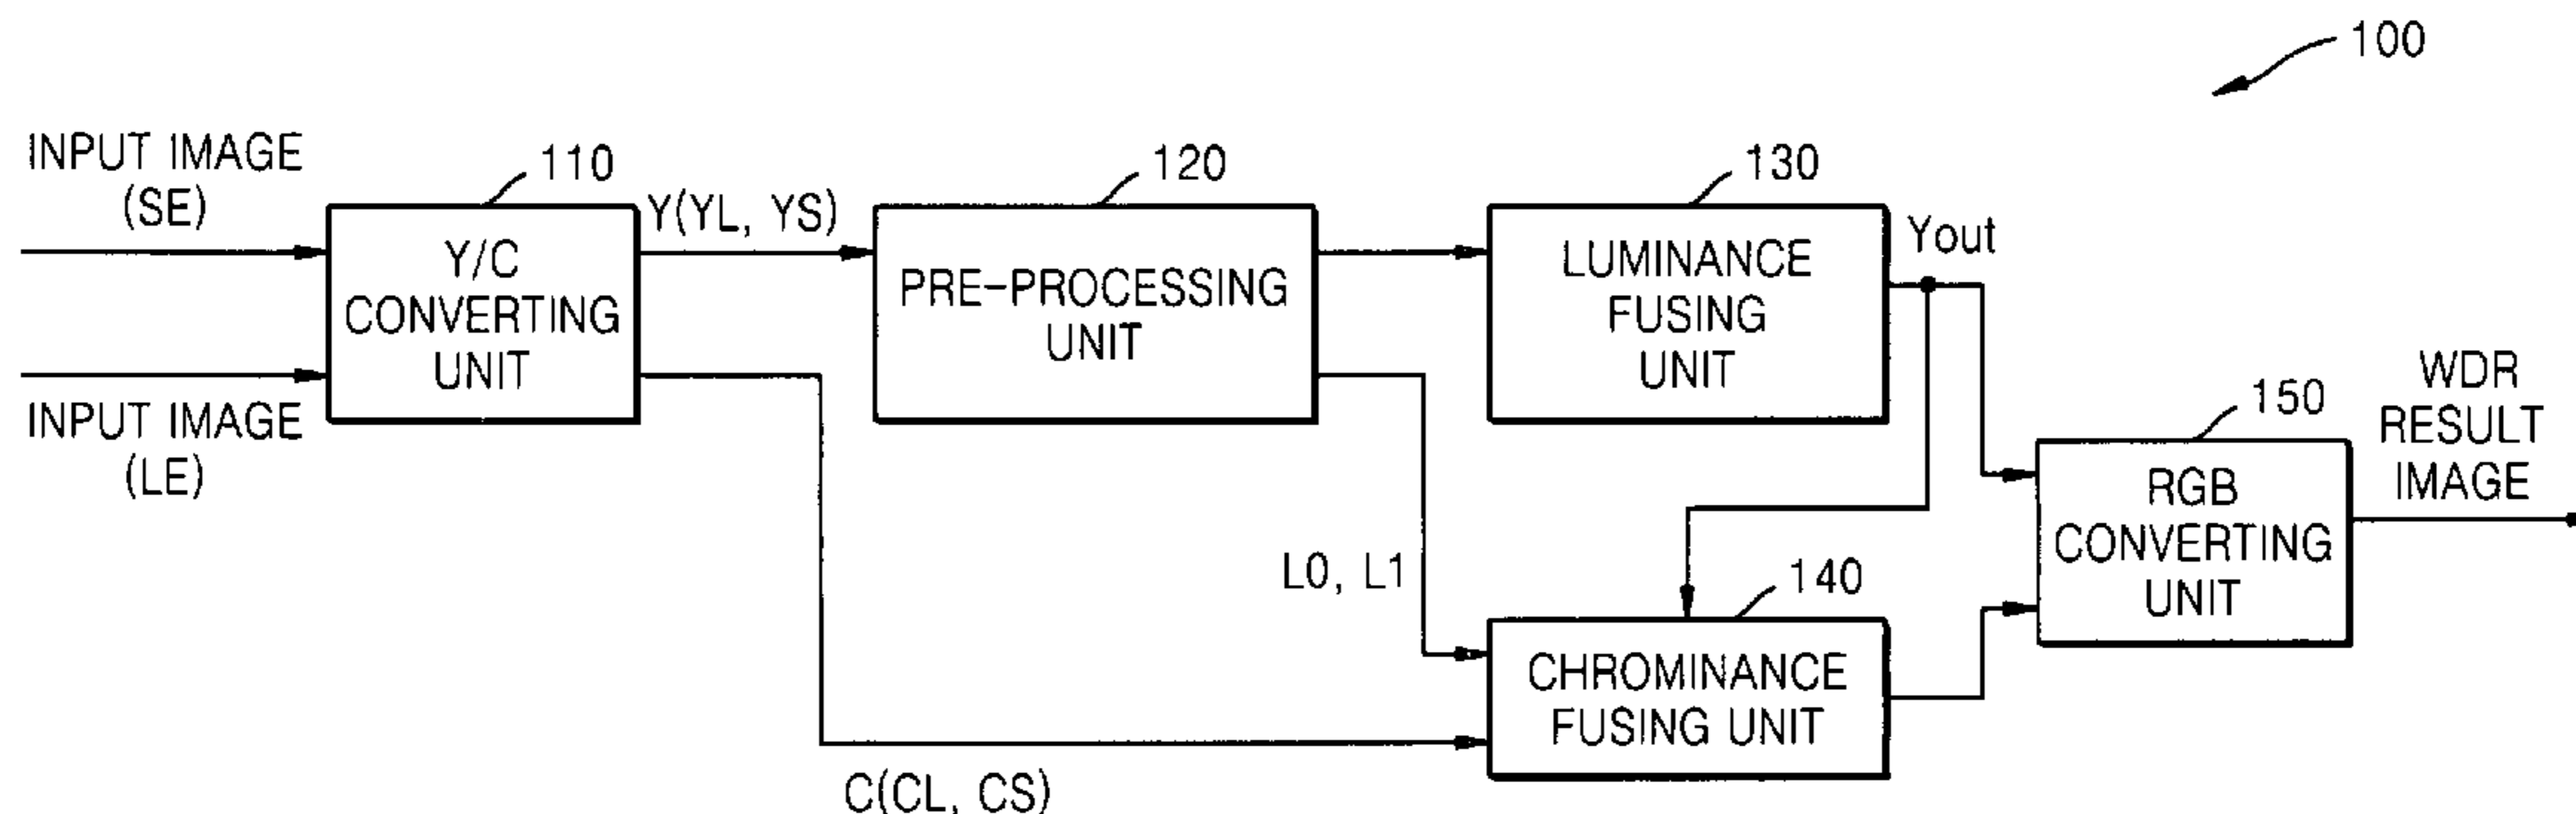 100
INPUT IMAGE
(SE)
110
Y(YL, YS)
120
130
Y/C
CONVERTING
UNIT
PRE-PROCESSING
UNIT
LUMINANCE
FUSING
UNIT
Yout
INPUT IMAGE
(LE)
150
WDR
RESULT
IMAGE
RGB
CONVERTING
UNIT
L0, L1
140
CHROMINANCE
FUSING UNIT
C(CL, CS)